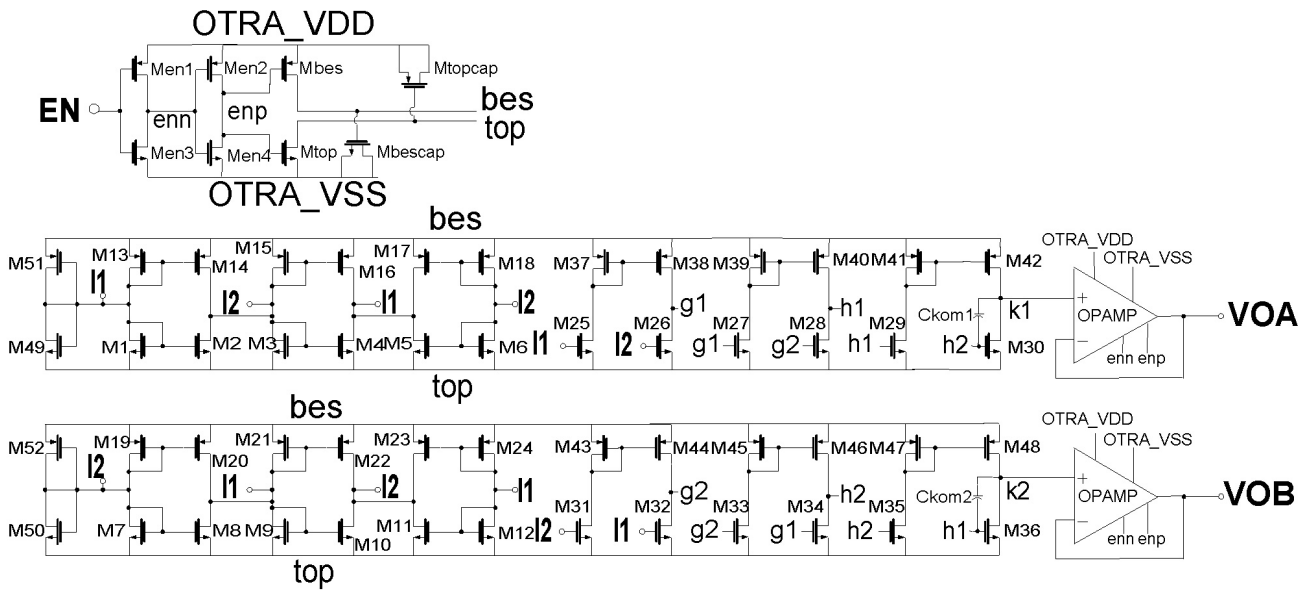 OTRA_VDD
Men1
Men2
Mbes
Mtopcap
EN
enn
enp
bes
top
Men3
Men4
Mtop
Mbescap
OTRA_VSS
bes
M51
M13
M14
M15
M16
M17
M18
M37
M38
M39
M40
M41
M42
OTRA_VDD
OTRA_VSS
I1
I2
I1
I2
g1
h1
Ckom1
k1
+
OPAMP
−
VOA
M49
M1
M2
M3
M4
M5
M6
I1
M25
I2
M26
g1
M27
g2
M28
h1
M29
h2
M30
enn
enp
top
bes
M52
M19
M20
M21
M22
M23
M24
M43
M44
M45
M46
M47
M48
OTRA_VDD
OTRA_VSS
I2
I1
I2
I1
g2
h2
Ckom2
k2
+
OPAMP
−
VOB
M50
M7
M8
M9
M10
M11
M12
I2
M31
I1
M32
g2
M33
g1
M34
h2
M35
h1
M36
enn
enp
top